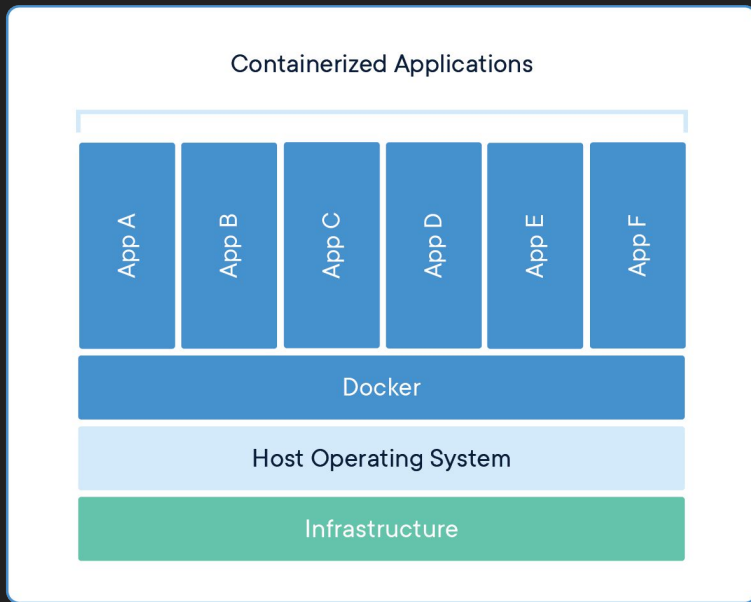 Containerized Applications
App A
App B
App C
App D
App E
App F
Docker
Host Operating System
Infrastructure